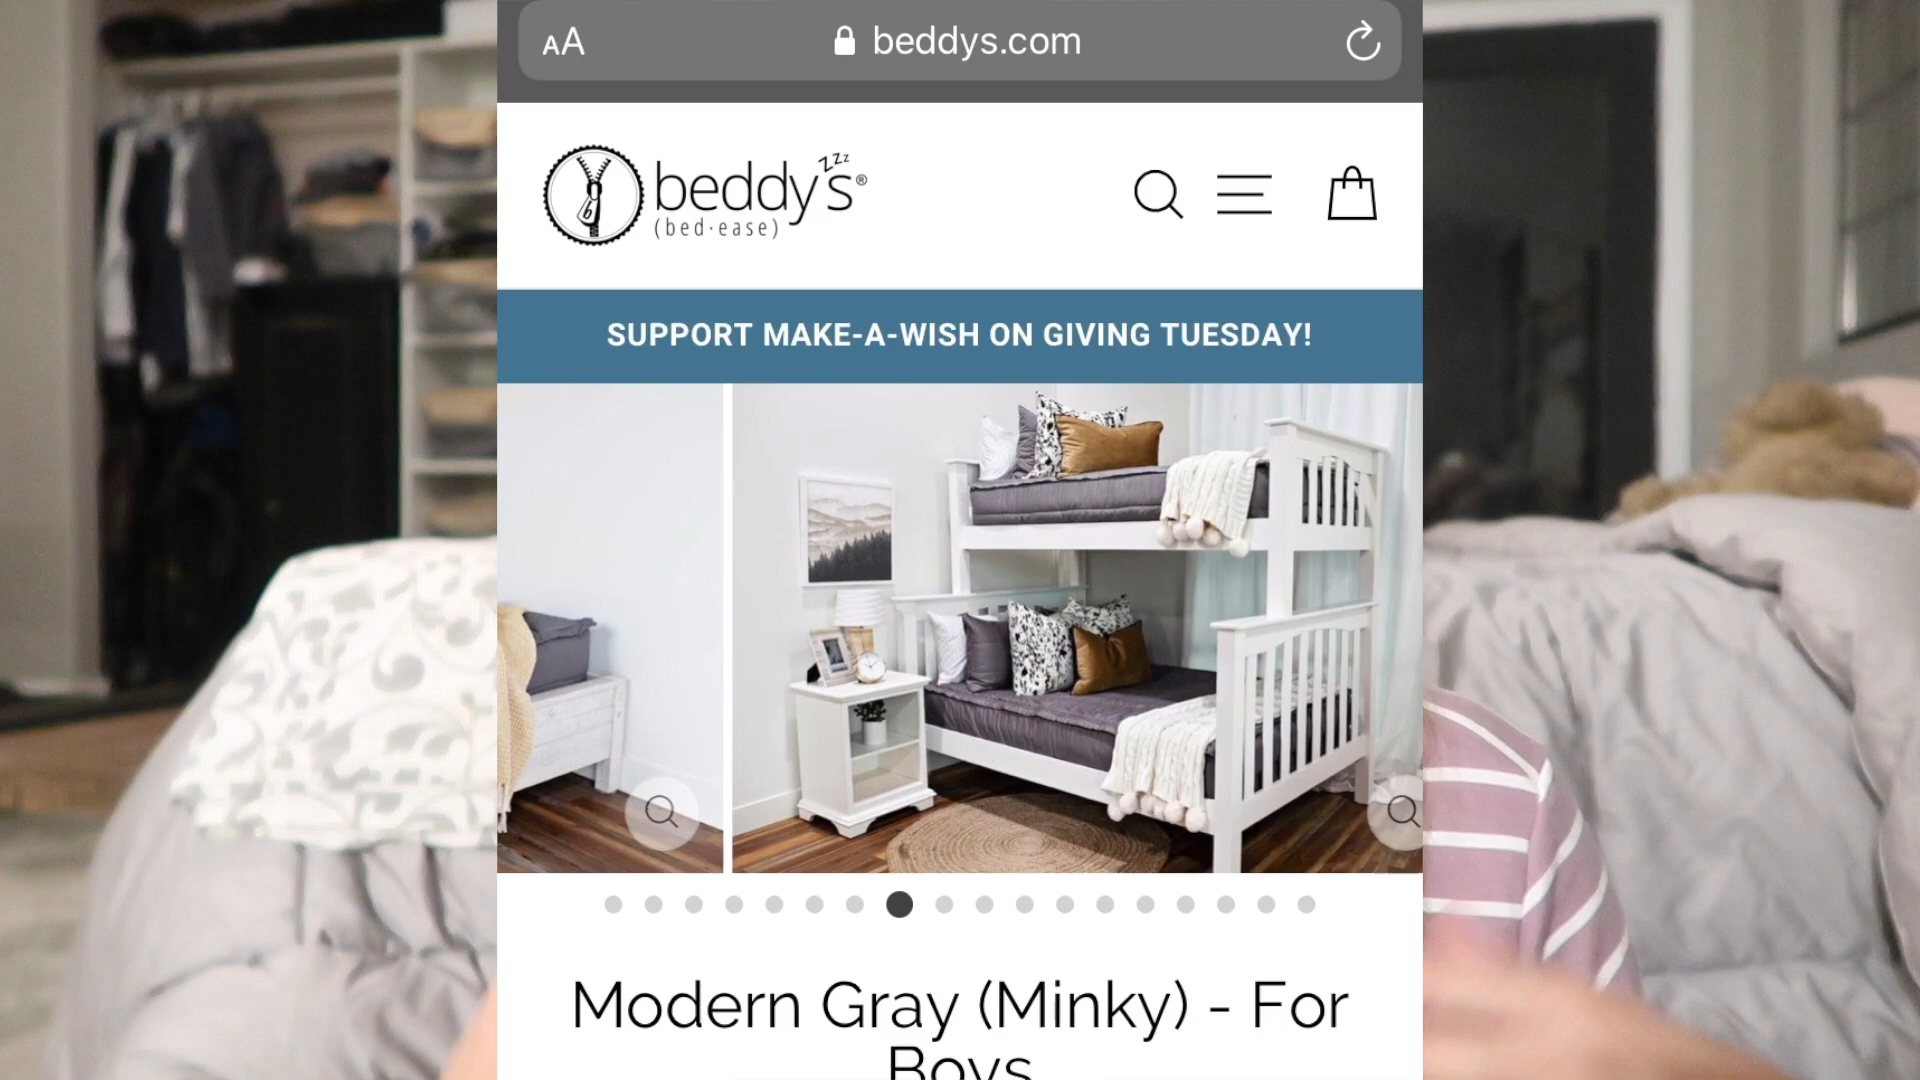 AA beddys.com
beddy's® zzz
(bed·ease)
SUPPORT MAKE-A-WISH ON GIVING TUESDAY!
Modern Gray (Minky) - For
Boys